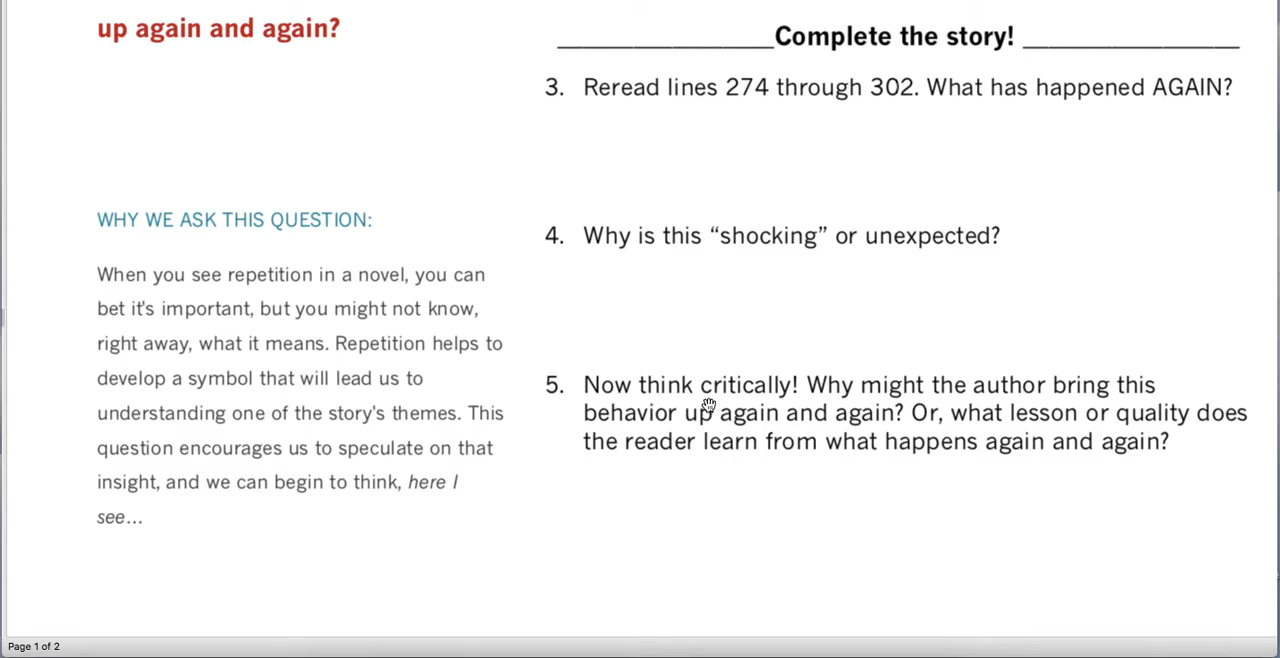 up again and again?
WHY WE ASK THIS QUESTION:
When you see repetition in a novel, you can
bet it's important, but you might not know,
right away, what it means. Repetition helps to
develop a symbol that will lead us to
understanding one of the story's themes. This
question encourages us to speculate on that
insight, and we can begin to think, here I
see...
_________________Complete the story! _________________
3. Reread lines 274 through 302. What has happened AGAIN?
4. Why is this “shocking” or unexpected?
5. Now think critically! Why might the author bring this
behavior up again and again? Or, what lesson or quality does
the reader learn from what happens again and again?
Page 1 of 2